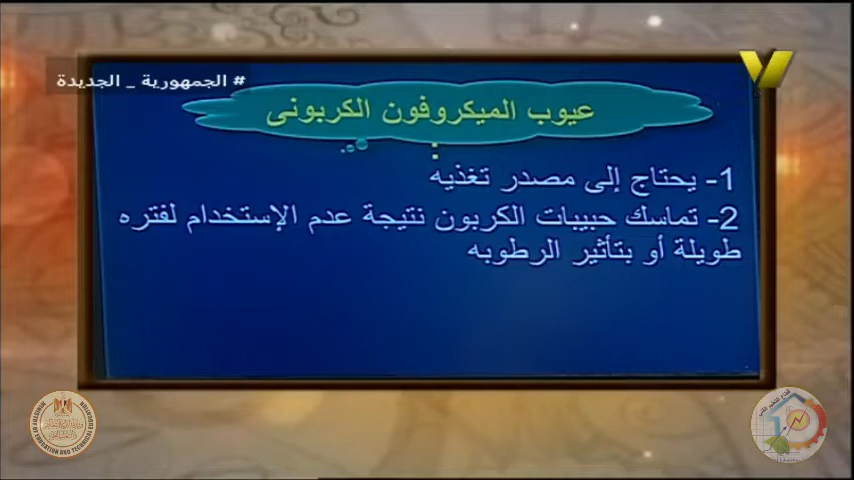 # الجمهورية _ الجديدة
عيوب الميكروفون الكربونى
:
1- يحتاج إلى مصدر تغذيه
2- تماسك حبيبات الكربون نتيجة عدم الإستخدام لفتره
طويلة أو بتأثير الرطوبه